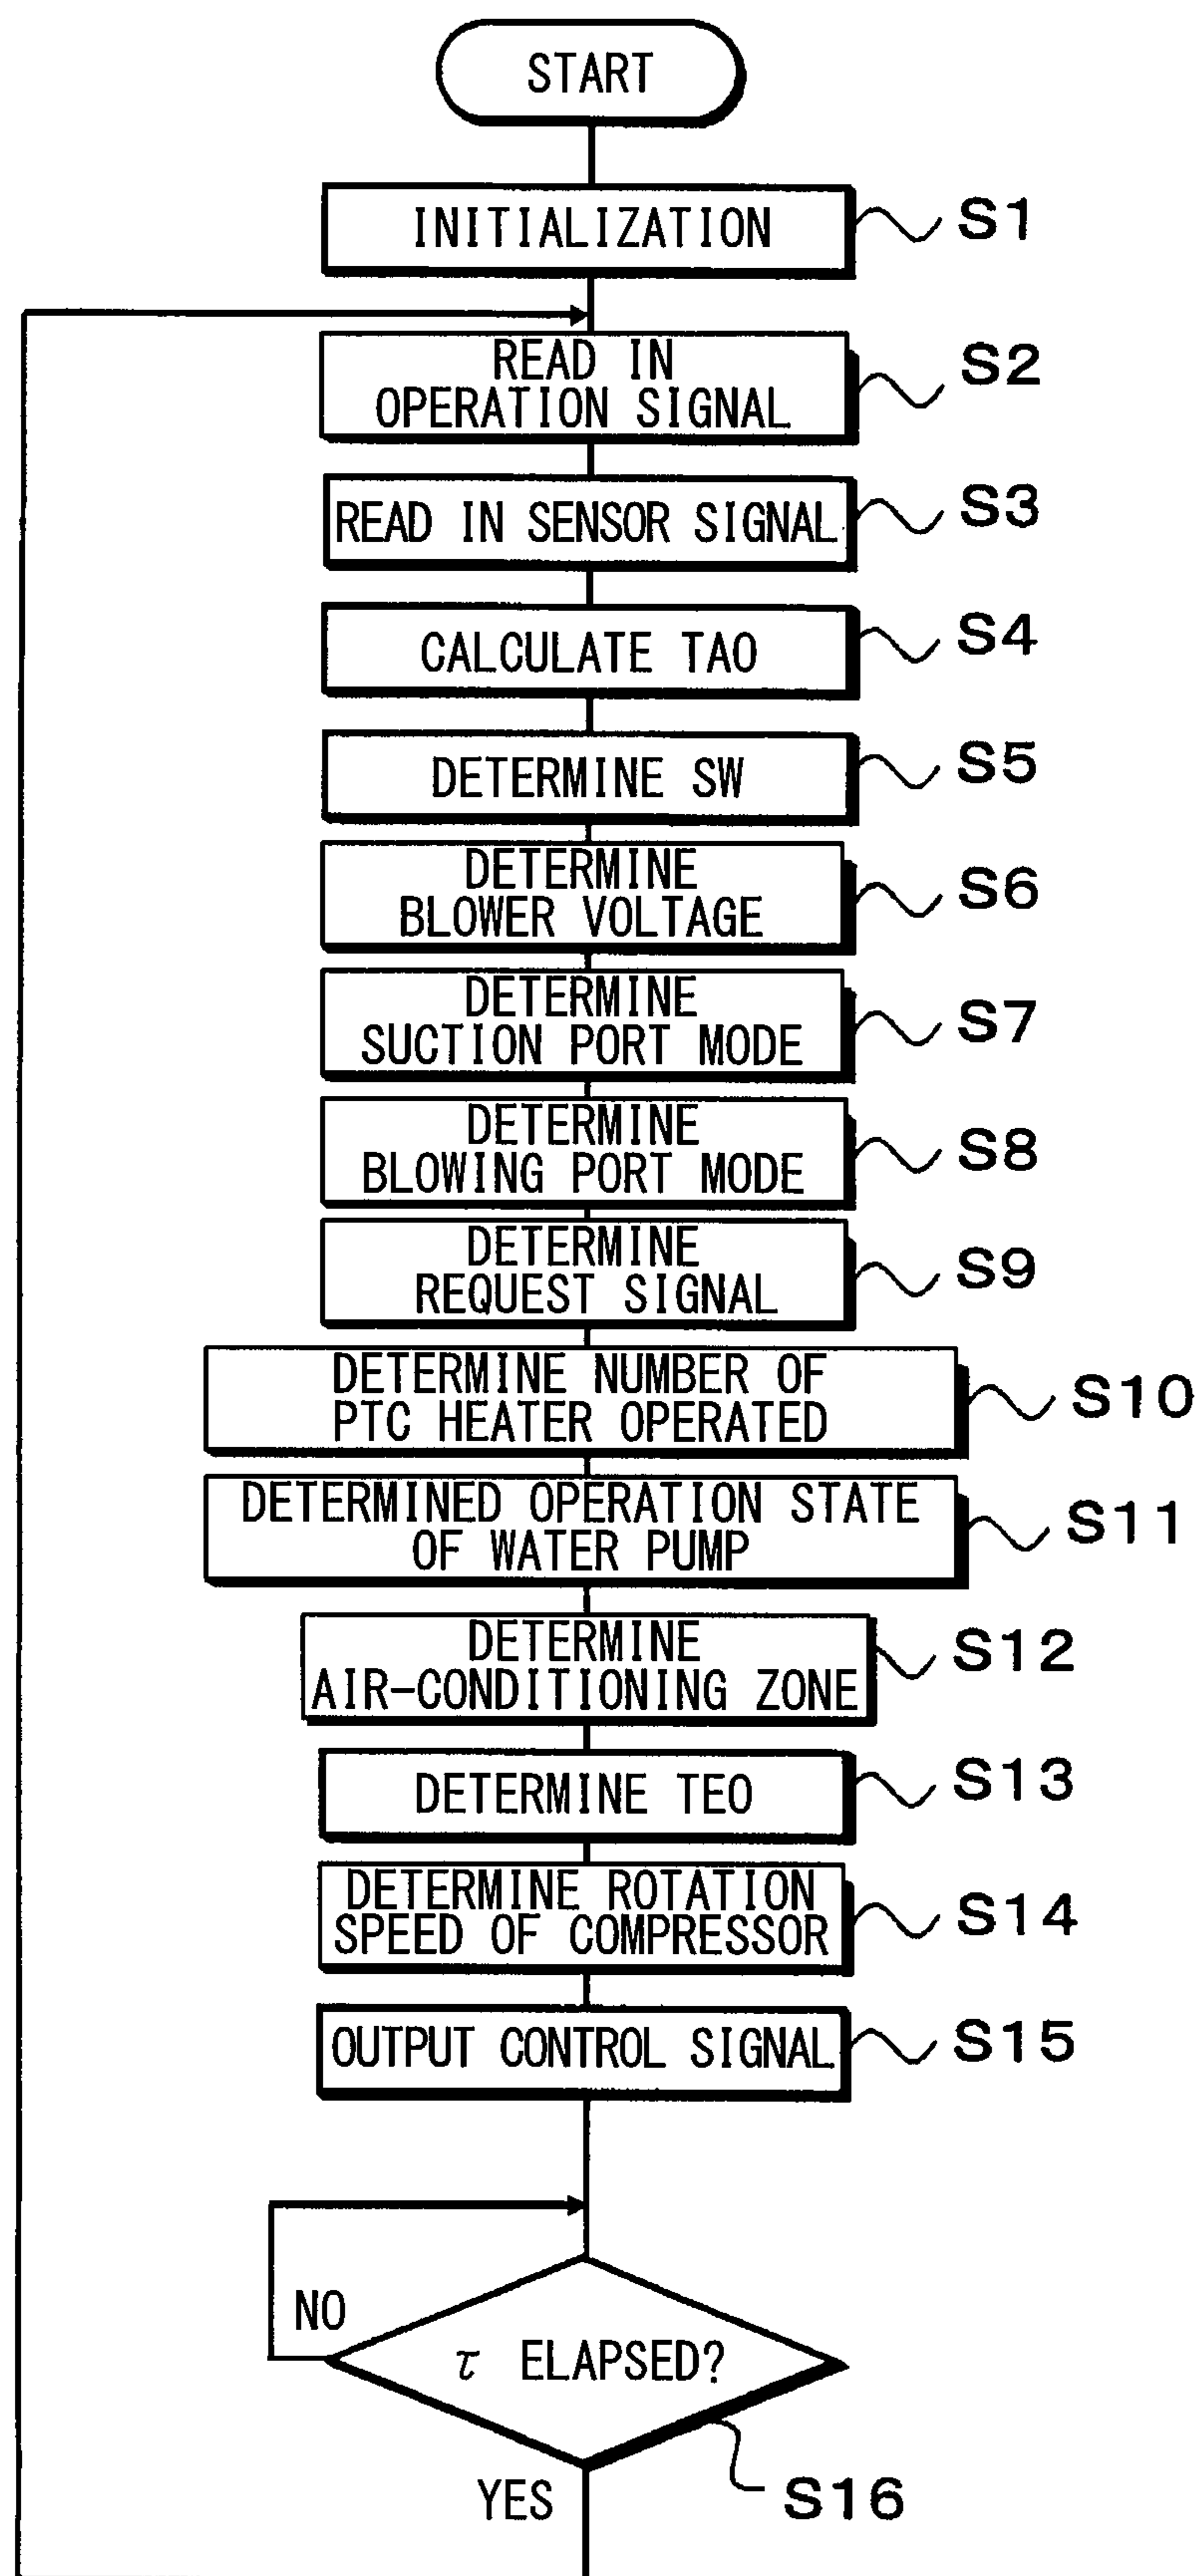 START
INITIALIZATION
S1
READ IN
OPERATION SIGNAL
S2
READ IN SENSOR SIGNAL
S3
CALCULATE TAO
S4
DETERMINE SW
S5
DETERMINE
BLOWER VOLTAGE
S6
DETERMINE
SUCTION PORT MODE
S7
DETERMINE
BLOWING PORT MODE
S8
DETERMINE
REQUEST SIGNAL
S9
DETERMINE NUMBER OF
PTC HEATER OPERATED
S10
DETERMINED OPERATION STATE
OF WATER PUMP
S11
DETERMINE
AIR-CONDITIONING ZONE
S12
DETERMINE TEO
S13
DETERMINE ROTATION
SPEED OF COMPRESSOR
S14
OUTPUT CONTROL SIGNAL
S15
NO
τ ELAPSED?
YES
S16